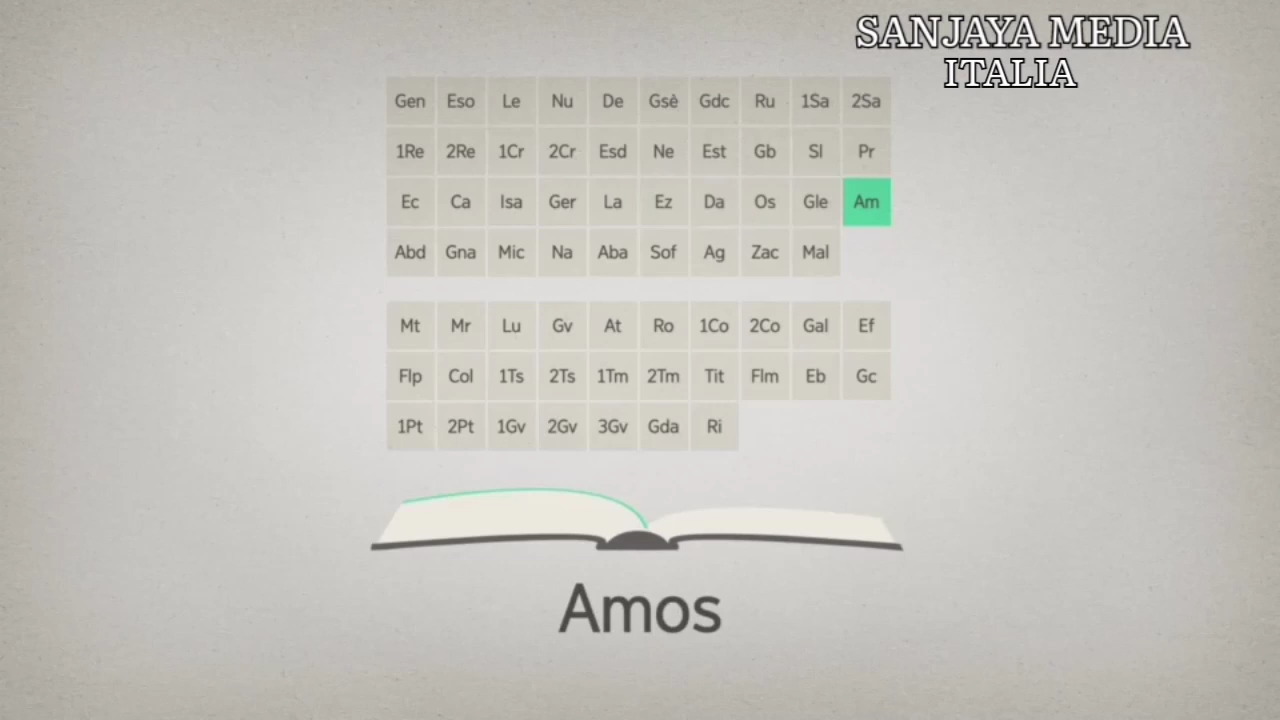 SANJAYA MEDIA
ITALIA
Gen Eso Le Nu De Gsè Gdc Ru 1Sa 2Sa
1Re 2Re 1Cr 2Cr Esd Ne Est Gb Sl Pr
Ec Ca Isa Ger La Ez Da Os Gle Am
Abd Gna Mic Na Aba Sof Ag Zac Mal
Mt Mr Lu Gv At Ro 1Co 2Co Gal Ef
Flp Col 1Ts 2Ts 1Tm 2Tm Tit Flm Eb Gc
1Pt 2Pt 1Gv 2Gv 3Gv Gda Ri
Amos